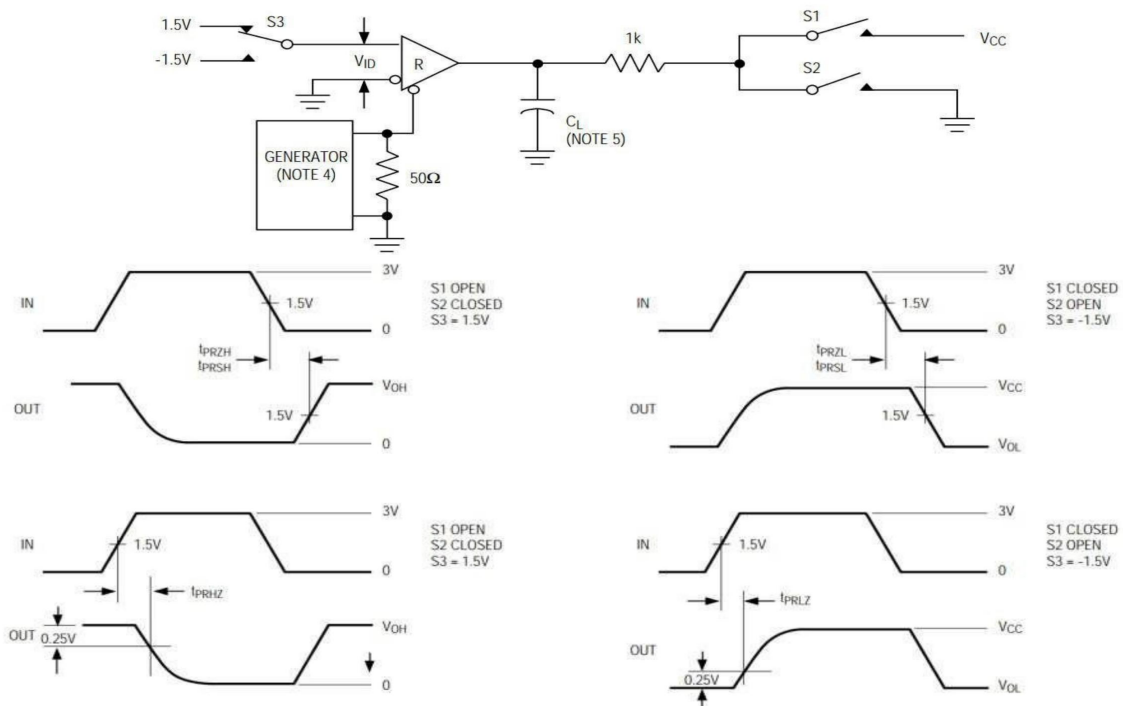 1.5V
S3
-1.5V
VID
R
1k
S1
VCC
S2
CL
(NOTE 5)
GENERATOR
(NOTE 4)
50Ω
IN
3V
1.5V
0
S1 OPEN
S2 CLOSED
S3 = 1.5V
tPRZH
tPRSH
OUT
VOH
1.5V
0
IN
3V
1.5V
0
S1 CLOSED
S2 OPEN
S3 = -1.5V
tPRZL
tPRSL
OUT
VCC
1.5V
VOL
IN
3V
1.5V
0
S1 OPEN
S2 CLOSED
S3 = 1.5V
tPRHZ
OUT
0.25V
VOH
0
IN
3V
1.5V
0
S1 CLOSED
S2 OPEN
S3 = -1.5V
tPRLZ
OUT
VCC
0.25V
VOL